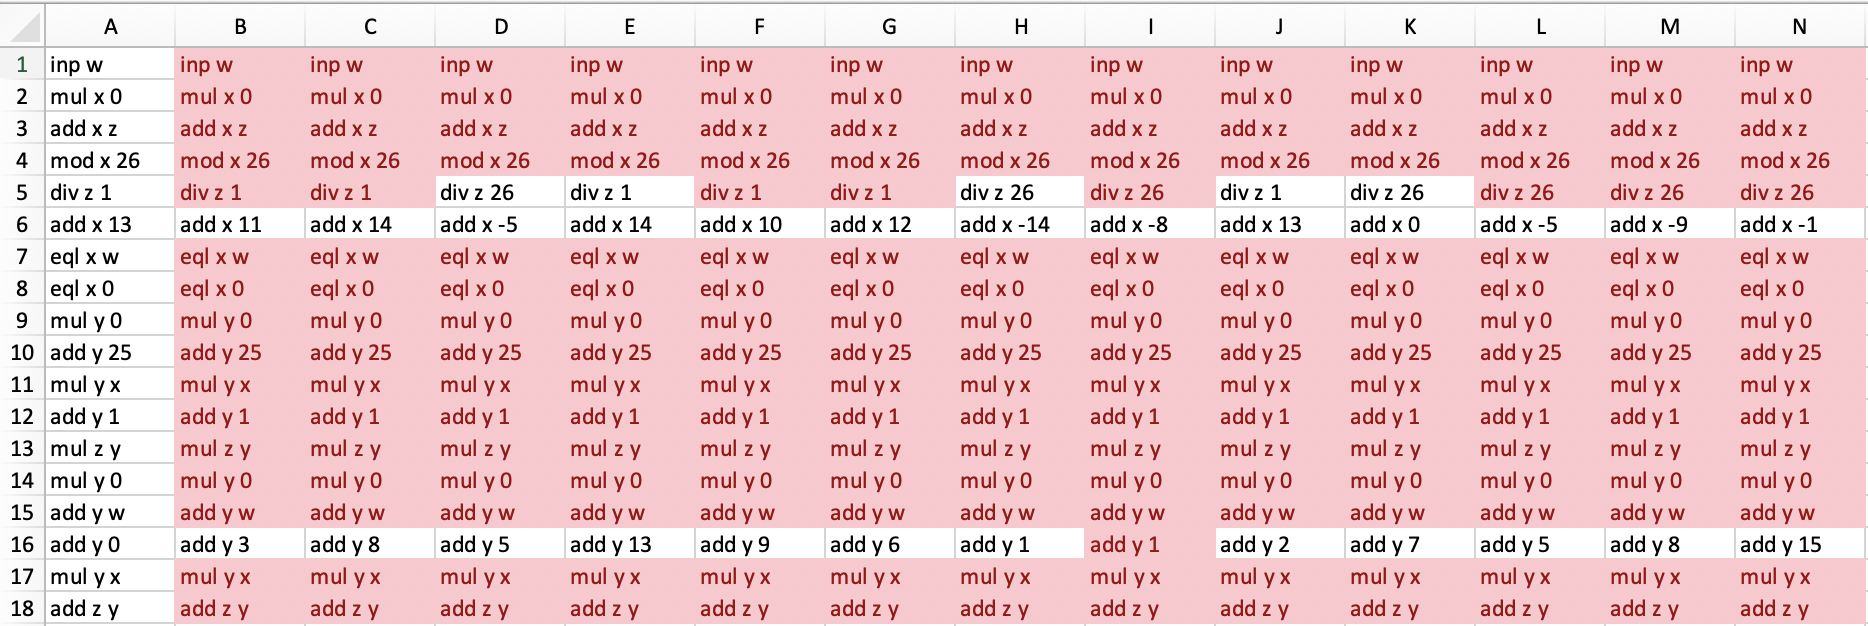 A B C D E F G H I J K L M N
1 inp w inp w inp w inp w inp w inp w inp w inp w inp w inp w inp w inp w inp w inp w
2 mul x 0 mul x 0 mul x 0 mul x 0 mul x 0 mul x 0 mul x 0 mul x 0 mul x 0 mul x 0 mul x 0 mul x 0 mul x 0 mul x 0
3 add x z add x z add x z add x z add x z add x z add x z add x z add x z add x z add x z add x z add x z add x z
4 mod x 26 mod x 26 mod x 26 mod x 26 mod x 26 mod x 26 mod x 26 mod x 26 mod x 26 mod x 26 mod x 26 mod x 26 mod x 26 mod x 26
5 div z 1 div z 1 div z 1 div z 26 div z 1 div z 1 div z 1 div z 26 div z 26 div z 1 div z 26 div z 26 div z 26 div z 26
6 add x 13 add x 11 add x 14 add x -5 add x 14 add x 10 add x 12 add x -14 add x -8 add x 13 add x 0 add x -5 add x -9 add x -1
7 eql x w eql x w eql x w eql x w eql x w eql x w eql x w eql x w eql x w eql x w eql x w eql x w eql x w eql x w
8 eql x 0 eql x 0 eql x 0 eql x 0 eql x 0 eql x 0 eql x 0 eql x 0 eql x 0 eql x 0 eql x 0 eql x 0 eql x 0 eql x 0
9 mul y 0 mul y 0 mul y 0 mul y 0 mul y 0 mul y 0 mul y 0 mul y 0 mul y 0 mul y 0 mul y 0 mul y 0 mul y 0 mul y 0
10 add y 25 add y 25 add y 25 add y 25 add y 25 add y 25 add y 25 add y 25 add y 25 add y 25 add y 25 add y 25 add y 25 add y 25
11 mul y x mul y x mul y x mul y x mul y x mul y x mul y x mul y x mul y x mul y x mul y x mul y x mul y x mul y x
12 add y 1 add y 1 add y 1 add y 1 add y 1 add y 1 add y 1 add y 1 add y 1 add y 1 add y 1 add y 1 add y 1 add y 1
13 mul z y mul z y mul z y mul z y mul z y mul z y mul z y mul z y mul z y mul z y mul z y mul z y mul z y mul z y
14 mul y 0 mul y 0 mul y 0 mul y 0 mul y 0 mul y 0 mul y 0 mul y 0 mul y 0 mul y 0 mul y 0 mul y 0 mul y 0 mul y 0
15 add y w add y w add y w add y w add y w add y w add y w add y w add y w add y w add y w add y w add y w add y w
16 add y 0 add y 3 add y 8 add y 5 add y 13 add y 9 add y 6 add y 1 add y 1 add y 2 add y 7 add y 5 add y 8 add y 15
17 mul y x mul y x mul y x mul y x mul y x mul y x mul y x mul y x mul y x mul y x mul y x mul y x mul y x mul y x
18 add z y add z y add z y add z y add z y add z y add z y add z y add z y add z y add z y add z y add z y add z y